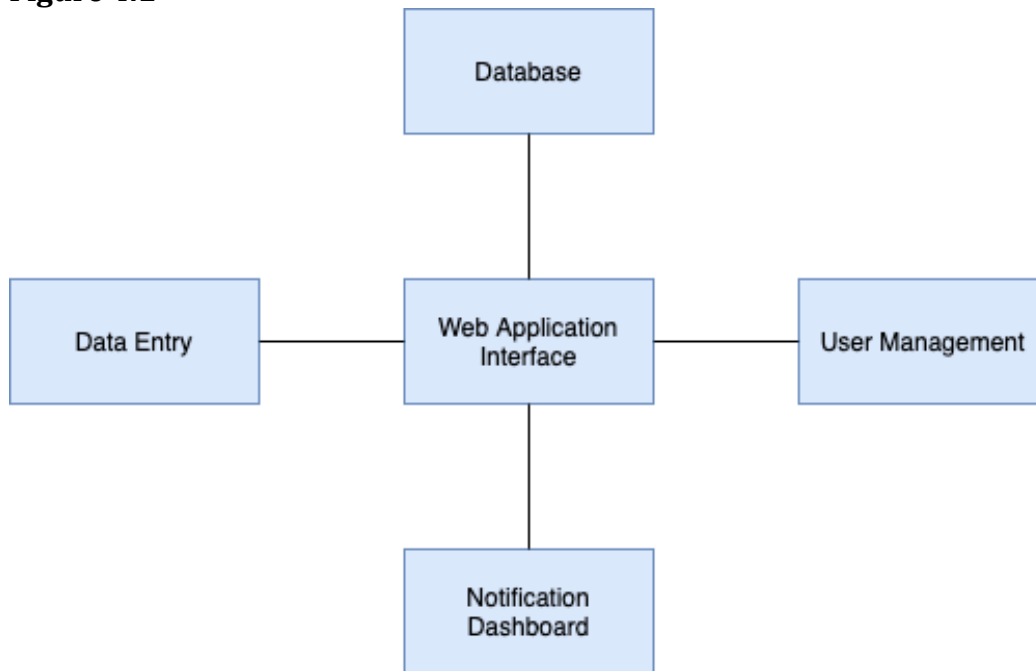 Database
Data Entry
Web Application
Interface
User Management
Notification
Dashboard